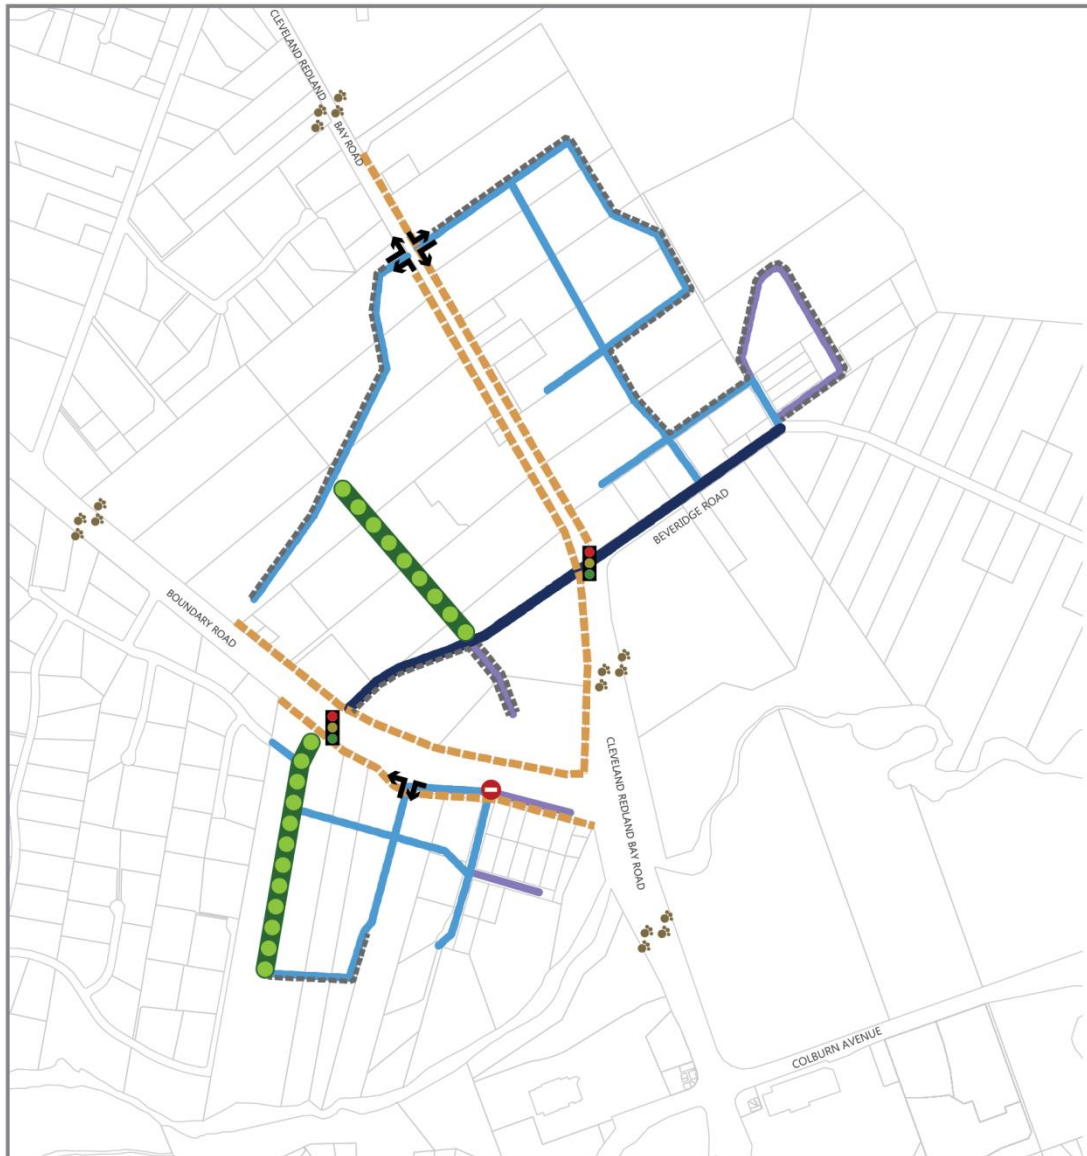 CLEVELAND REDLAND
BAY ROAD
BEVERIDGE ROAD
BOUNDARY ROAD
CLEVELAND REDLAND BAY ROAD
COLBURN AVENUE